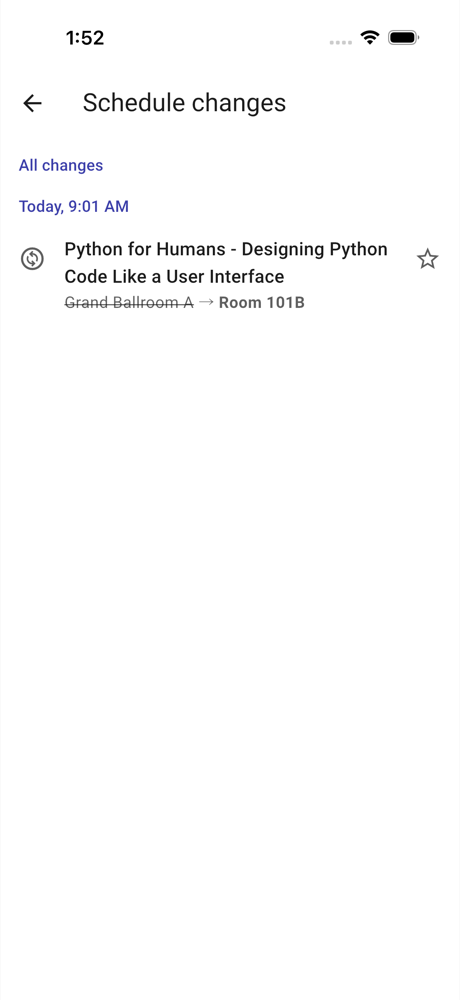 1:52
Schedule changes
All changes
Today, 9:01 AM
Python for Humans - Designing Python
Code Like a User Interface
Grand Ballroom A → Room 101B